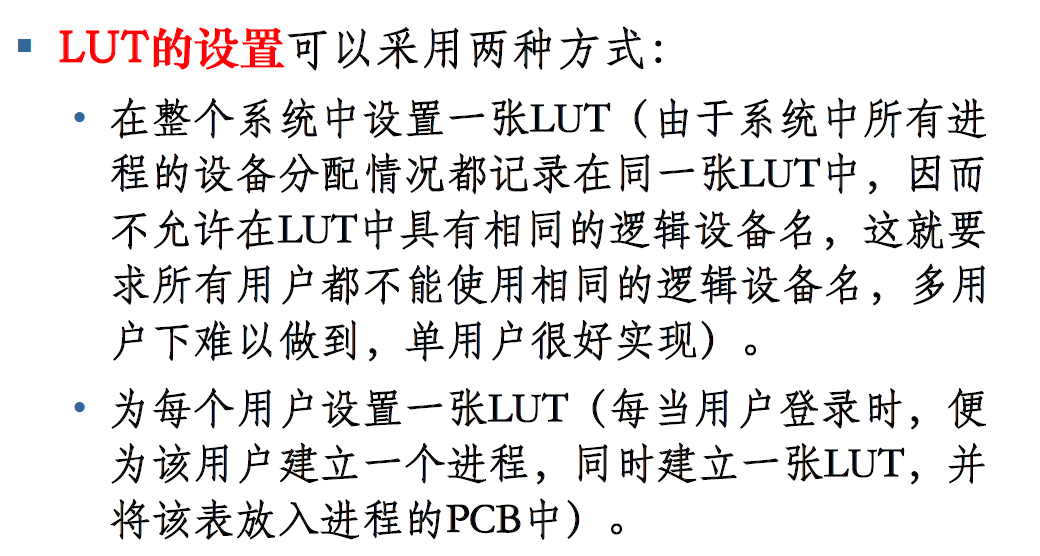 LUT的设置可以采用两种方式：
在整个系统中设置一张LUT（由于系统中所有进
程的设备分配情况都记录在同一张LUT中，因而
不允许在LUT中具有相同的逻辑设备名，这就要
求所有用户都不能使用相同的逻辑设备名，多用
户下难以做到，单用户很好实现）。
为每个用户设置一张LUT（每当用户登录时，便
为该用户建立一个进程，同时建立一张LUT，并
将该表放入进程的PCB中）。